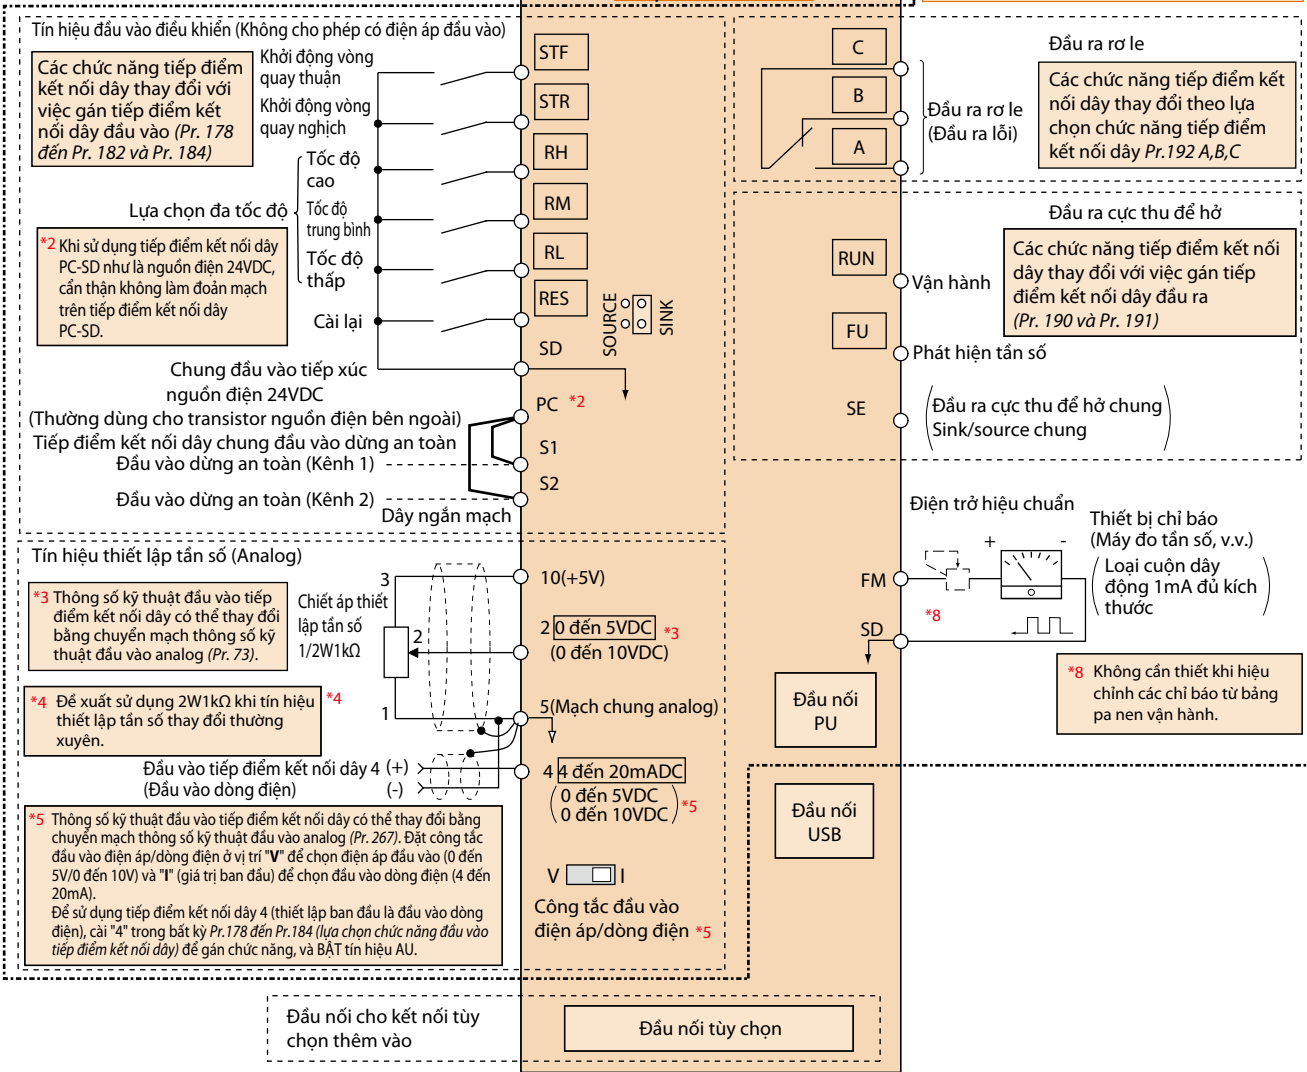 Tín hiệu đầu vào điều khiển (Không cho phép có điện áp đầu vào)
Các chức năng tiếp điểm
kết nối dây thay đổi với
việc gán tiếp điểm kết
nối dây đầu vào (Pr. 178
đến Pr. 182 và Pr. 184)
Khởi động vòng
quay thuận
Khởi động vòng
quay nghịch
Tốc độ
cao
Lựa chọn đa tốc độ
Tốc độ
trung bình
Tốc độ
thấp
Cài lại
*2 Khi sử dụng tiếp điểm kết nối dây
PC-SD như là nguồn điện 24VDC,
cẩn thận không làm đoản mạch
trên tiếp điểm kết nối dây
PC-SD.
Chung đầu vào tiếp xúc
nguồn điện 24VDC
(Thường dùng cho transistor nguồn điện bên ngoài)
Tiếp điểm kết nối dây chung đầu vào dừng an toàn
Đầu vào dừng an toàn (Kênh 1)
Đầu vào dừng an toàn (Kênh 2)
Dây ngắn mạch
STF
STR
RH
RM
RL
RES
SD
PC *2
S1
S2
SOURCE
SINK
C
B
A
Đầu ra rơ le
Đầu ra rơ le
(Đầu ra lỗi)
Các chức năng tiếp điểm kết
nối dây thay đổi theo lựa
chọn chức năng tiếp điểm
kết nối dây Pr.192 A,B,C
Đầu ra cực thu để hở
RUN
Vận hành
Các chức năng tiếp điểm kết nối
dây thay đổi với việc gán tiếp
điểm kết nối dây đầu ra
(Pr. 190 và Pr. 191)
FU
Phát hiện tần số
SE
Đầu ra cực thu để hở chung
Sink/source chung
Tín hiệu thiết lập tần số (Analog)
*3 Thông số kỹ thuật đầu vào tiếp
điểm kết nối dây có thể thay đổi
bằng chuyển mạch thông số kỹ
thuật đầu vào analog (Pr. 73).
Chiết áp thiết
lập tần số
1/2W1kΩ
3
2
1
*4 Đề xuất sử dụng 2W1kΩ khi tín hiệu
thiết lập tần số thay đổi thường
xuyên.
*4
10(+5V)
2 0 đến 5VDC *3
(0 đến 10VDC)
5(Mạch chung analog)
Đầu vào tiếp điểm kết nối dây 4 (+)
(Đầu vào dòng điện) (-)
4 4 đến 20mADC
(0 đến 5VDC
0 đến 10VDC) *5
*5 Thông số kỹ thuật đầu vào tiếp điểm kết nối dây có thể thay đổi bằng
chuyển mạch thông số kỹ thuật đầu vào analog (Pr. 267). Đặt công tắc
đầu vào điện áp/dòng điện ở vị trí "V" để chọn điện áp đầu vào (0 đến
5V/0 đến 10V) và "I" (giá trị ban đầu) để chọn đầu vào dòng điện (4 đến
20mA).
Để sử dụng tiếp điểm kết nối dây 4 (thiết lập ban đầu là đầu vào dòng
điện), cài "4" trong bất kỳ Pr.178 đến Pr.184 (lựa chọn chức năng đầu vào
tiếp điểm kết nối dây) để gán chức năng, và BẬT tín hiệu AU.
V I
Công tắc đầu vào
điện áp/dòng điện *5
Điện trở hiệu chuẩn
Thiết bị chỉ báo
(Máy đo tần số, v.v.)
Loại cuộn dây
động 1mA đủ kích
thước
+ -
FM
*8
SD
*8 Không cần thiết khi hiệu
chỉnh các chỉ báo từ bảng
pa nen vận hành.
Đầu nối
PU
Đầu nối
USB
Đầu nối cho kết nối tùy
chọn thêm vào
Đầu nối tùy chọn